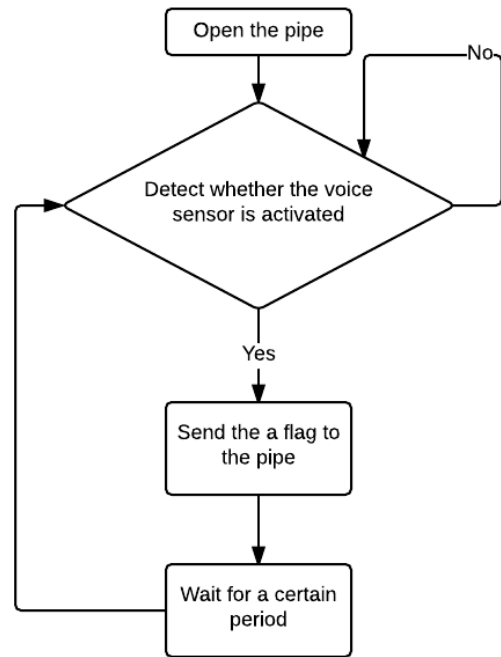 Open the pipe
No
Detect whether the voice
sensor is activated
Yes
Send the a flag to
the pipe
Wait for a certain
period